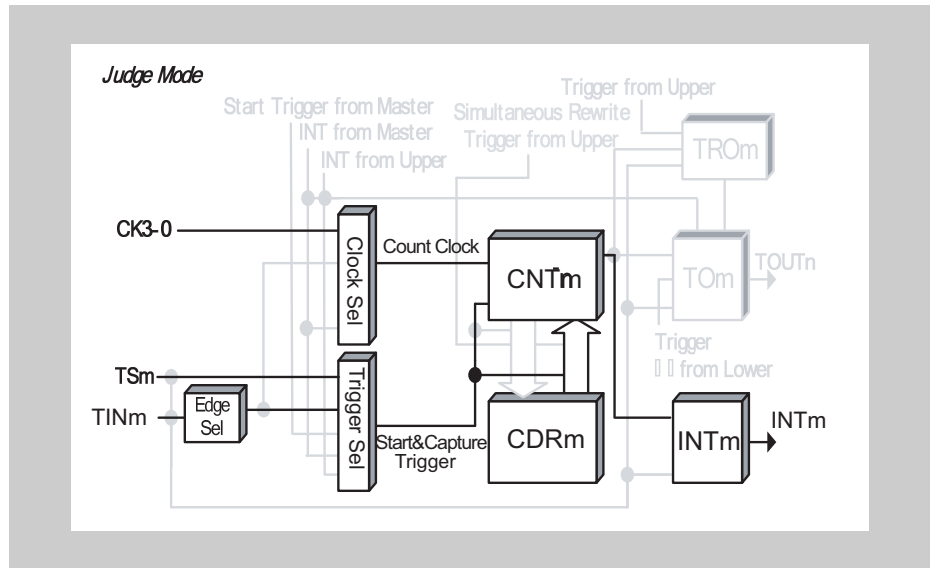 Judge Mode
Trigger from Upper
Start Trigger from Master
Simultaneous Rewrite
INT from Master
Trigger from Upper
INT from Upper
TROm
CK3-0
Clock Sel
Count Clock
CNTm
TOm
TOUTn
Trigger
from Lower
TSm
TINm
Edge
Sel
Trigger Sel
Start&Capture
Trigger
CDRm
INTm
INTm